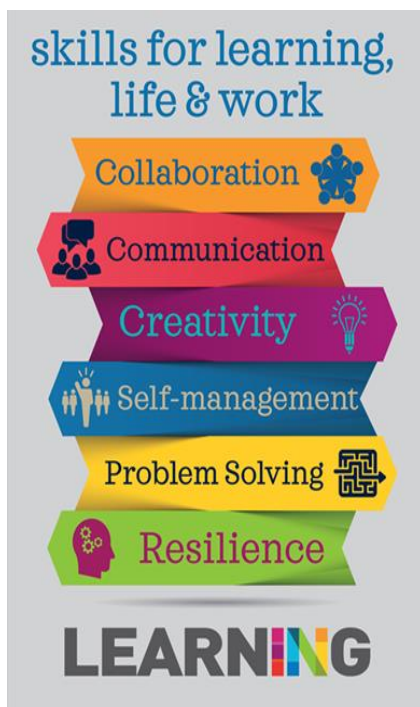 skills for learning,
life & work
Collaboration
Communication
Creativity
Self-management
Problem Solving
Resilience
LEARNING